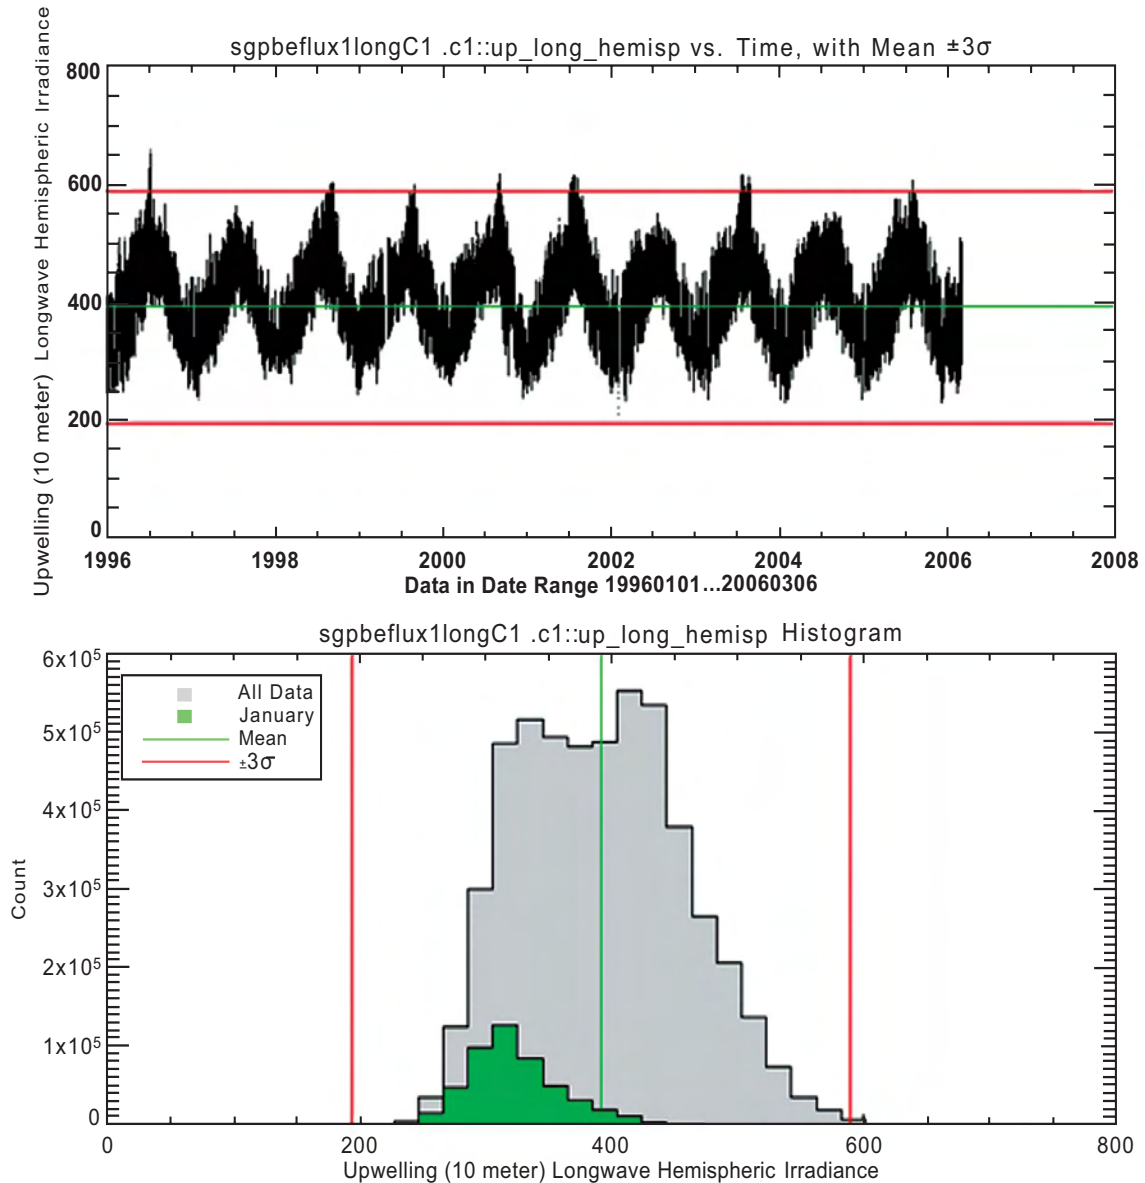 sgpbeflux1longC1 .c1::up_long_hemisp vs. Time, with Mean ±3σ
Upwelling (10 meter) Longwave Hemispheric Irradiance
800
600
400
200
0
1996 1998 2000 2002 2004 2006 2008
Data in Date Range 19960101...20060306
sgpbeflux1longC1 .c1::up_long_hemisp Histogram
Count
6x10⁵
5x10⁵
4x10⁵
3x10⁵
2x10⁵
1x10⁵
0
All Data
January
Mean
±3σ
0 200 400 600 800
Upwelling (10 meter) Longwave Hemispheric Irradiance